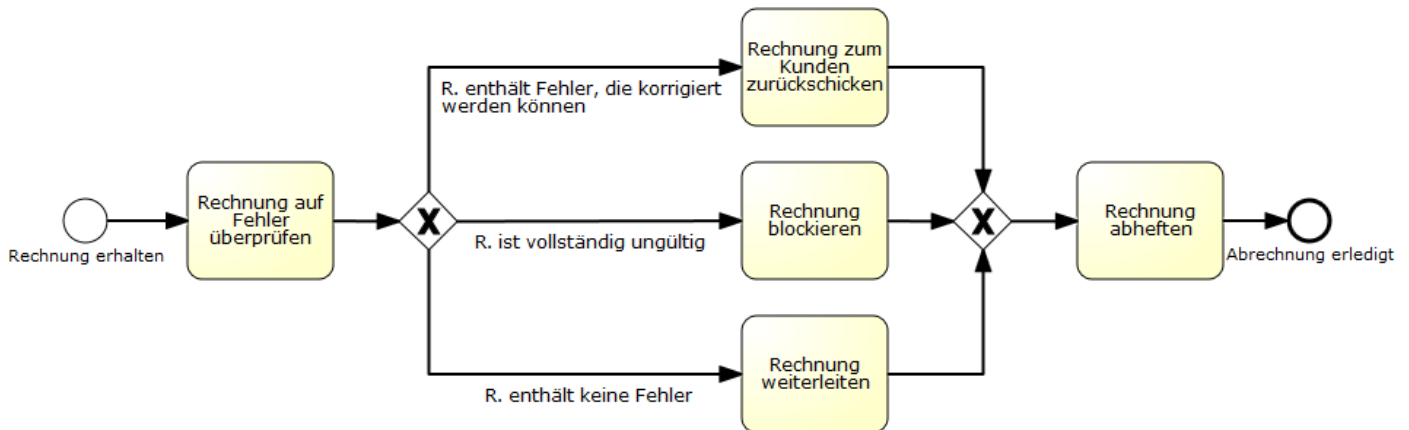 Rechnung erhalten
Rechnung auf
Fehler
überprüfen
X
R. enthält Fehler, die korrigiert
werden können
Rechnung zum
Kunden
zurückschicken
R. ist vollständig ungültig
Rechnung
blockieren
R. enthält keine Fehler
Rechnung
weiterleiten
X
Rechnung
abheften
Abrechnung erledigt